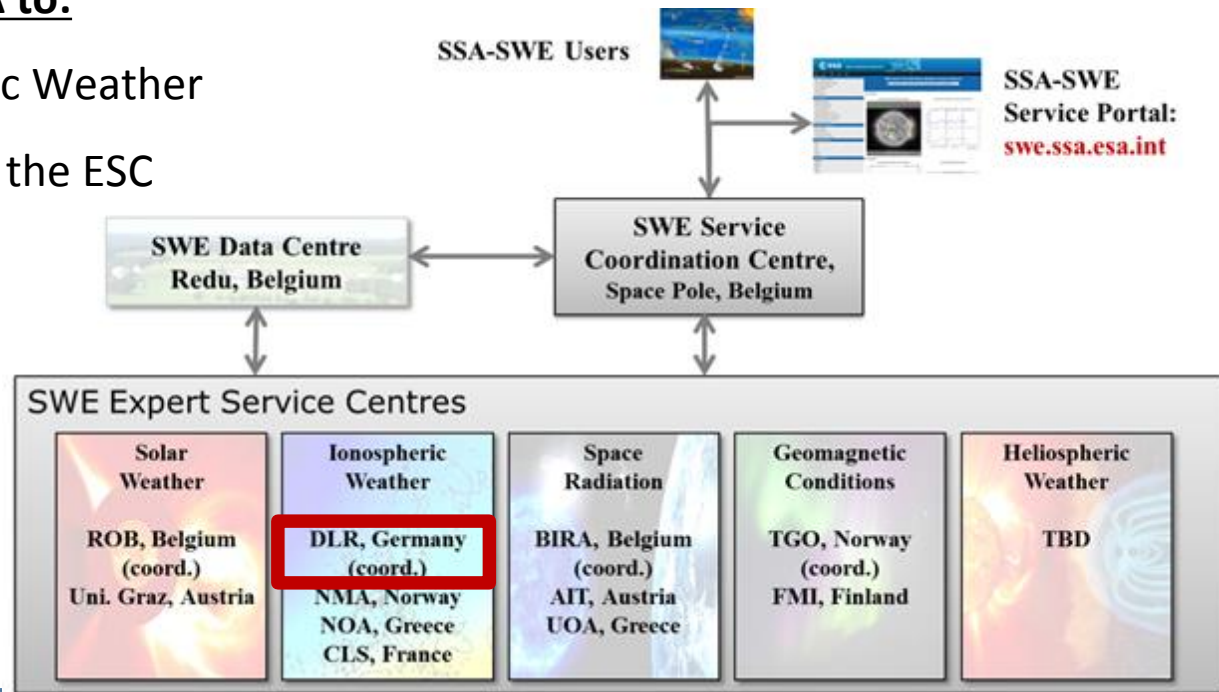 A to:
c Weather
the ESC
SSA-SWE Users
SSA-SWE
Service Portal:
swe.ssa.esa.int
SWE Data Centre
Redu, Belgium
SWE Service
Coordination Centre,
Space Pole, Belgium
SWE Expert Service Centres
Solar
Weather
ROB, Belgium
(coord.)
Uni. Graz, Austria
Ionospheric
Weather
DLR, Germany
(coord.)
NMA, Norway
NOA, Greece
CLS, France
Space
Radiation
BIRA, Belgium
(coord.)
AIT, Austria
UOA, Greece
Geomagnetic
Conditions
TGO, Norway
(coord.)
FMI, Finland
Heliospheric
Weather
TBD